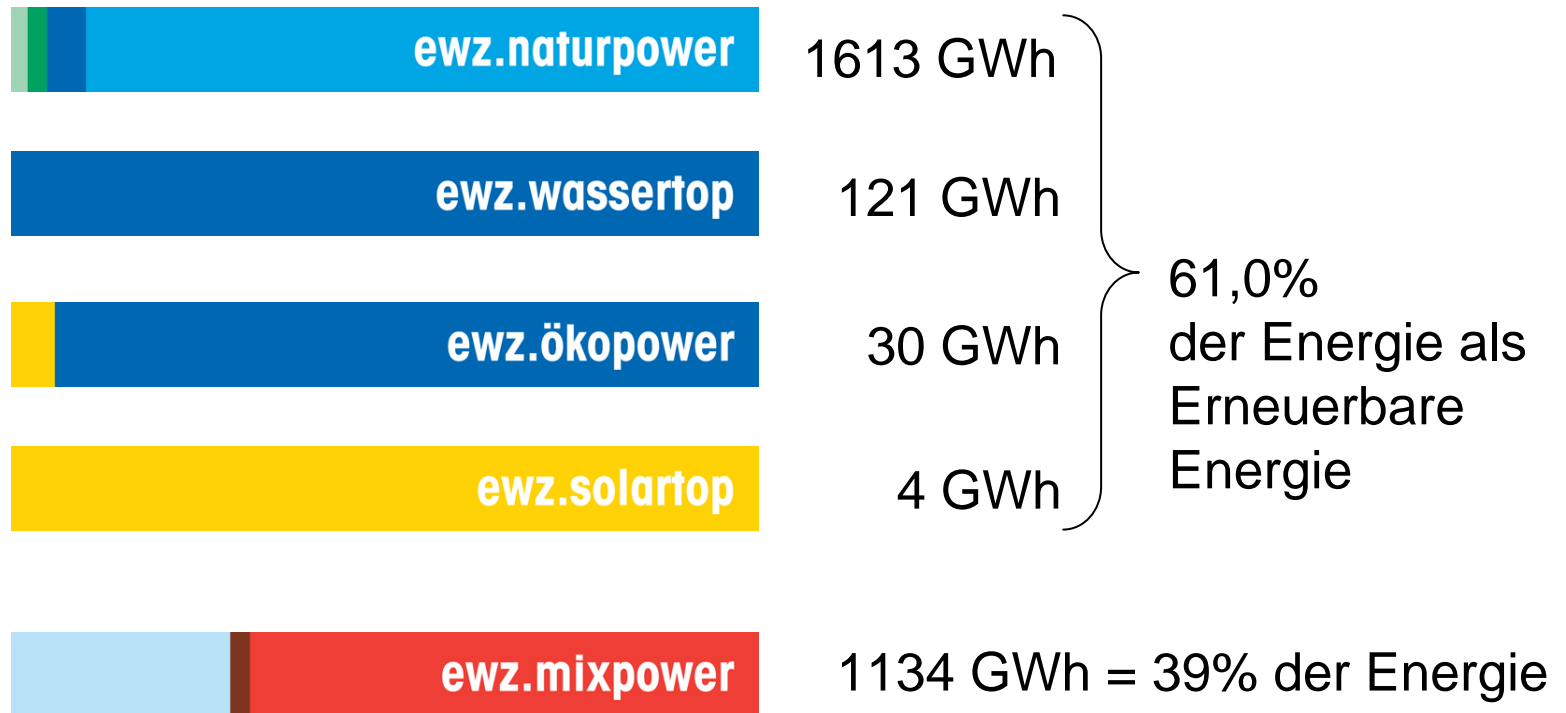 ewz.naturpower 1613 GWh
ewz.wassertop 121 GWh
ewz.ökopower 30 GWh
ewz.solartop 4 GWh
61,0%
der Energie als
Erneuerbare
Energie
ewz.mixpower 1134 GWh = 39% der Energie